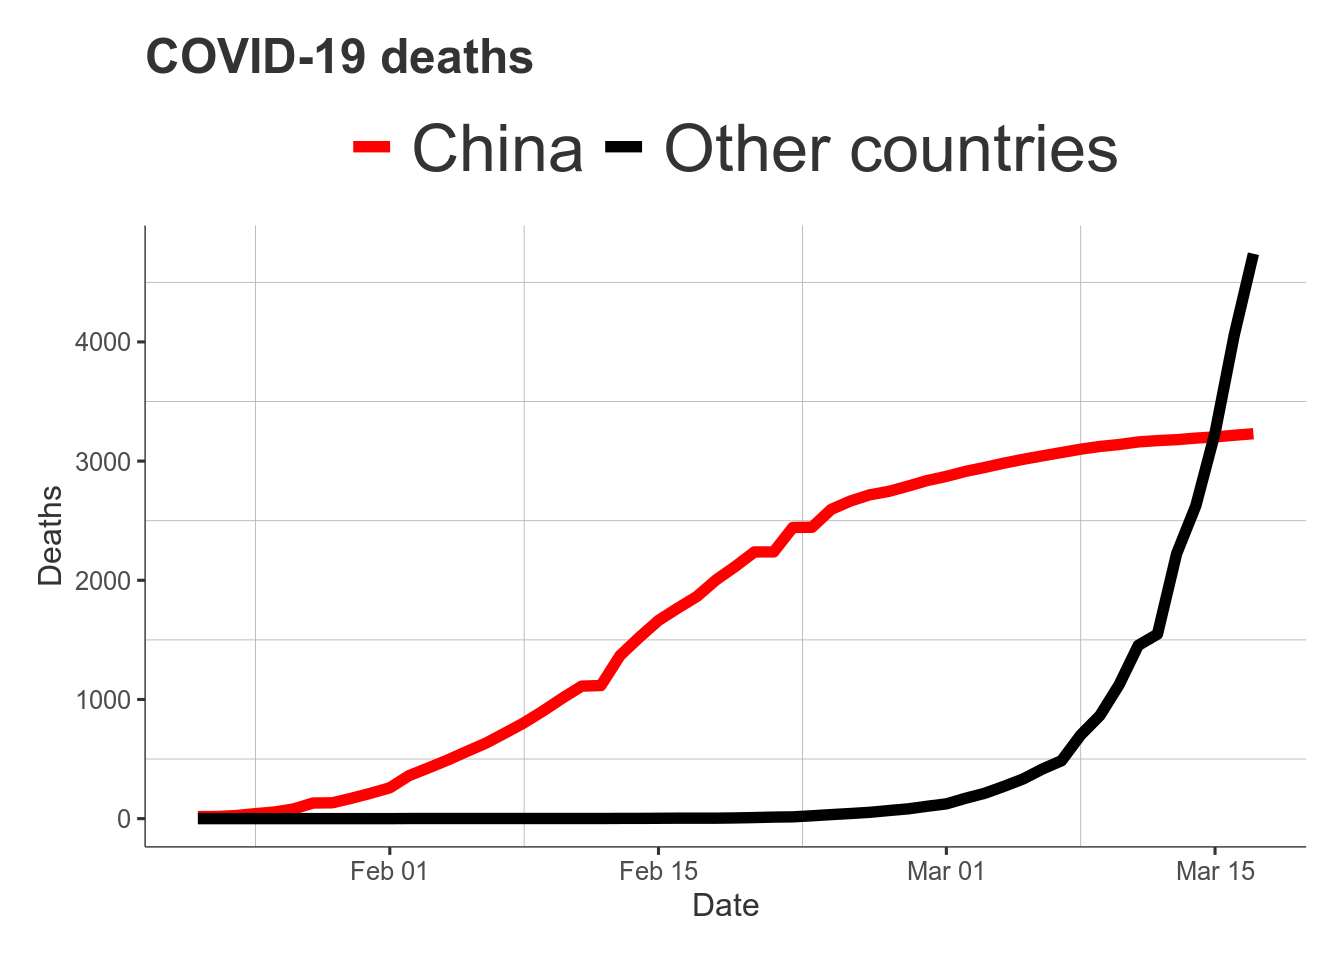 COVID-19 deaths
China Other countries
Deaths
4000
3000
2000
1000
0
Feb 01 Feb 15 Mar 01 Mar 15
Date